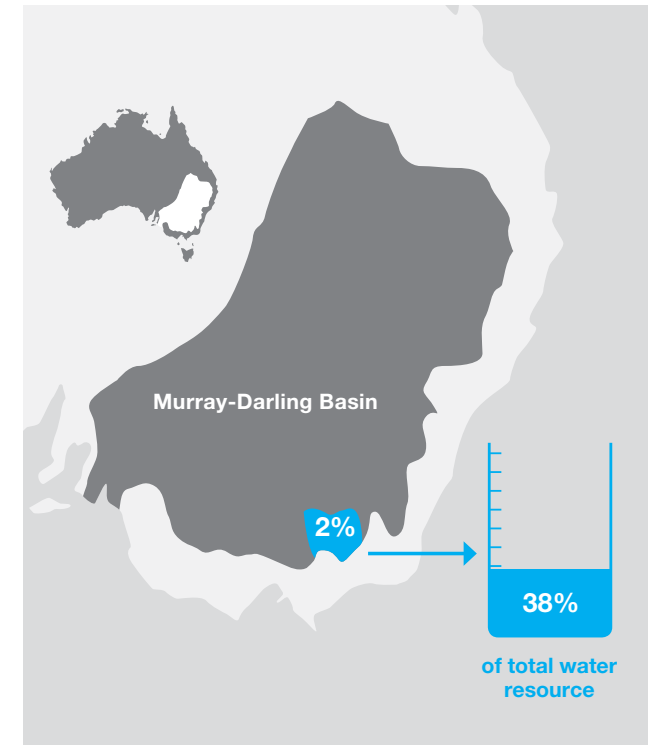 Murray-Darling Basin
2%
38%
of total water
resource